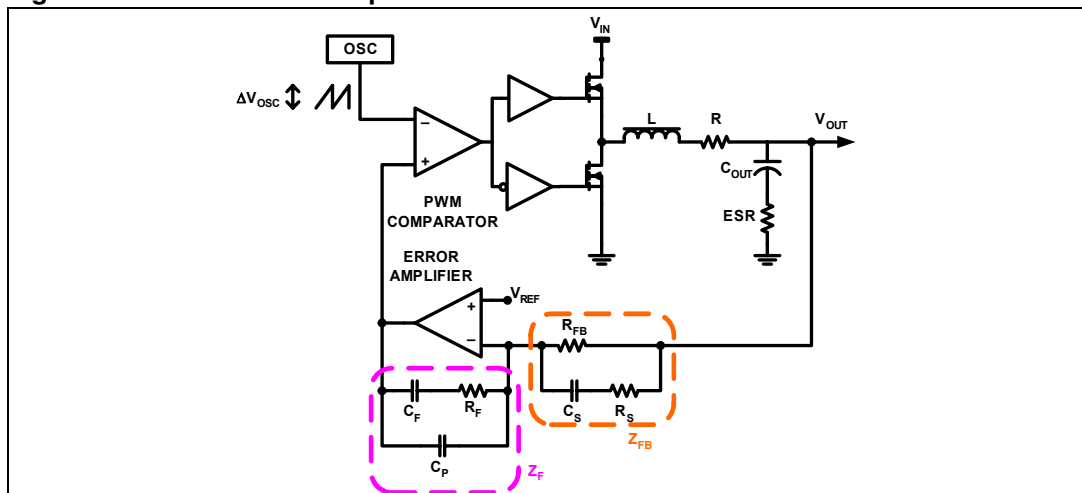 OSC
V_IN
ΔV_OSC
L
R
V_OUT
C_OUT
ESR
PWM
COMPARATOR
ERROR
AMPLIFIER
V_REF
R_FB
C_F
R_F
C_S
R_S
Z_FB
C_P
Z_F